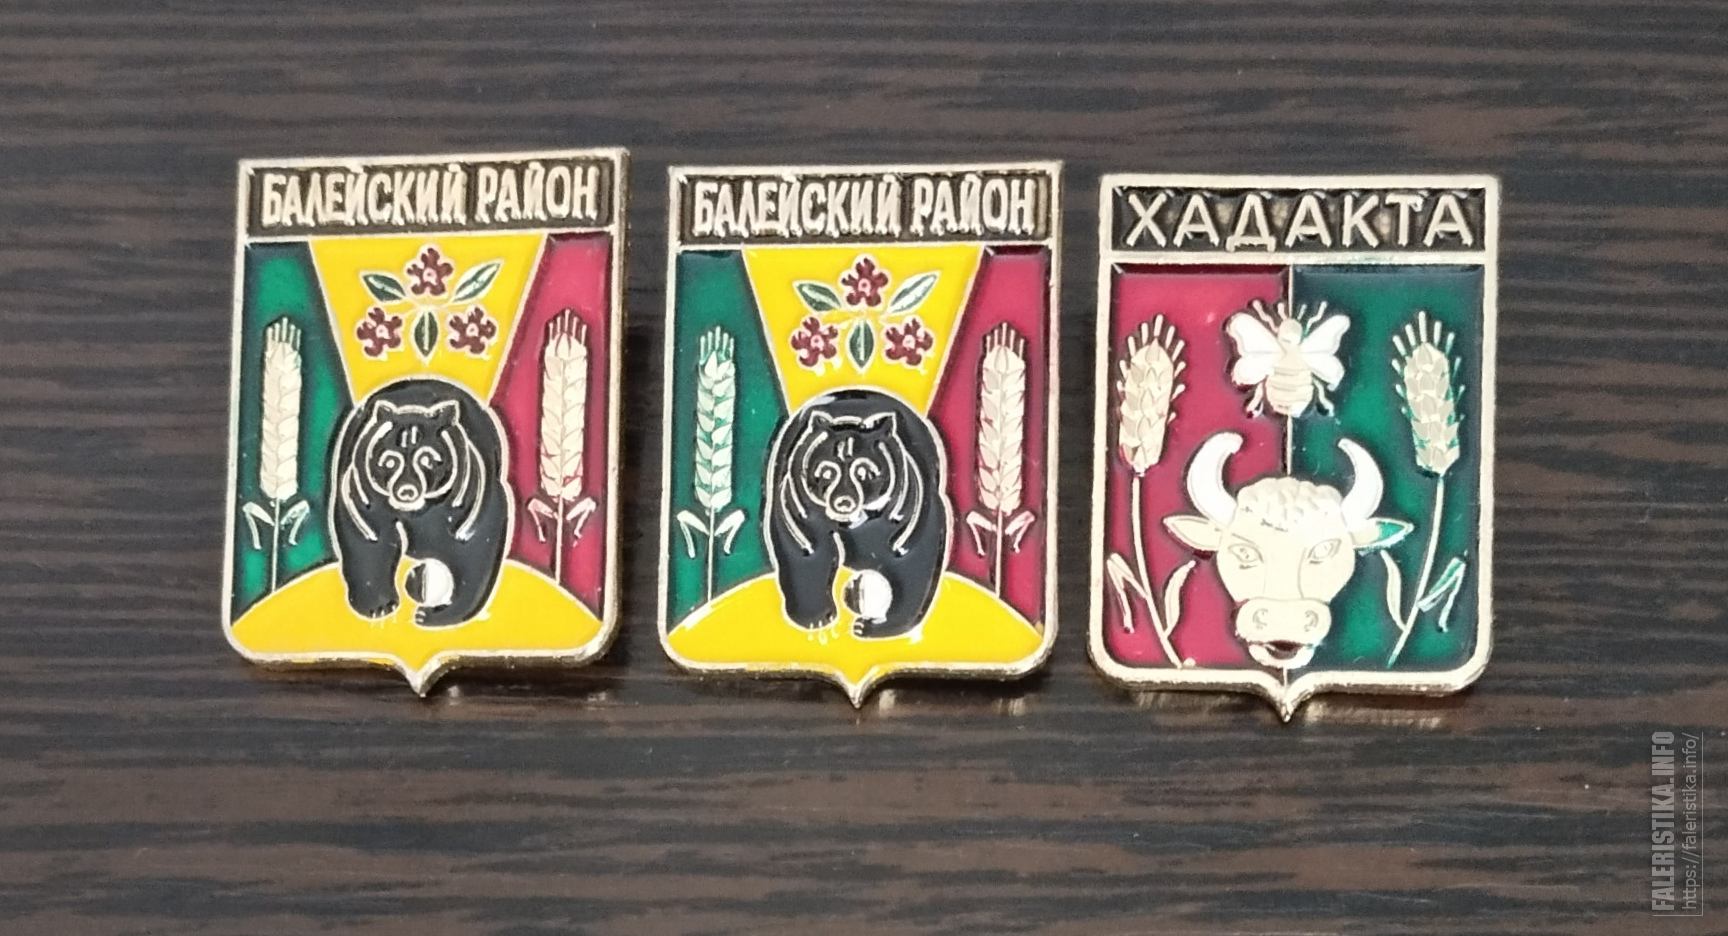 БАЛЕЙСКИЙ РАЙОН
БАЛЕЙСКИЙ РАЙОН
ХАДАКТА
FALERISTIKA.INFO
https://faleristika.info/